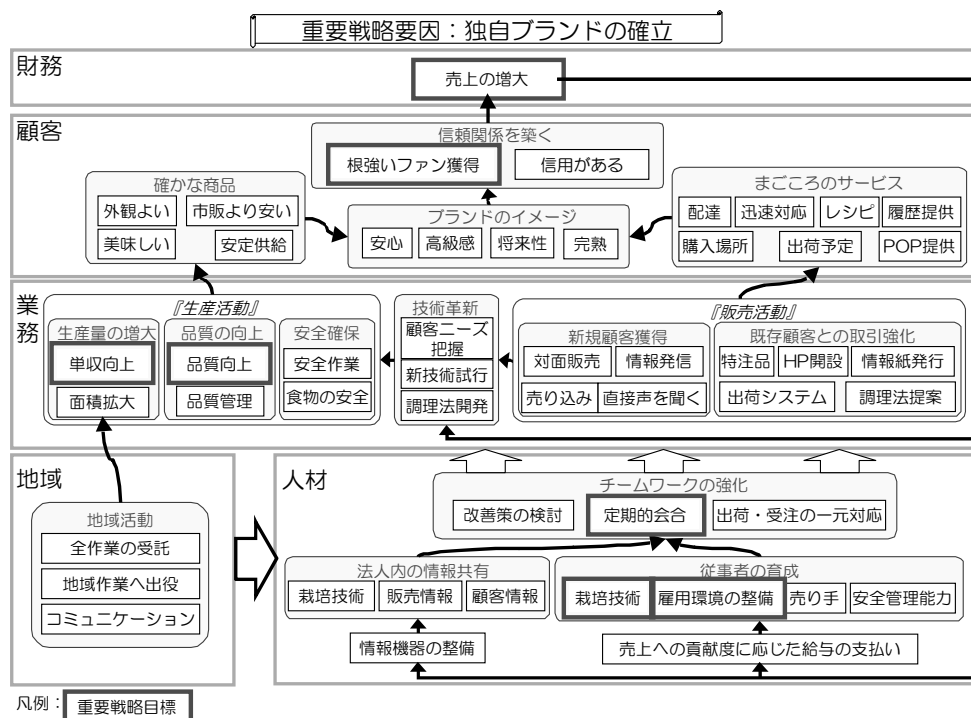 重要戦略要因：独自ブランドの確立
財務
売上の増大
顧客
信頼関係を築く
根強いファン獲得
信用がある
確かな商品
外観よい
市販より安い
美味しい
安定供給
ブランドのイメージ
安心
高級感
将来性
完熟
まごころのサービス
配達
迅速対応
レシピ
履歴提供
購入場所
出荷予定
POP提供
業務
『生産活動』
生産量の増大
単収向上
面積拡大
品質の向上
品質向上
品質管理
安全確保
安全作業
食物の安全
技術革新
顧客ニーズ
把握
新技術試行
調理法開発
『販売活動』
新規顧客獲得
対面販売
情報発信
売り込み
直接声を聞く
既存顧客との取引強化
特注品
HP開設
情報紙発行
出荷システム
調理法提案
地域
地域活動
全作業の受託
地域作業へ出役
コミュニケーション
人材
チームワークの強化
改善策の検討
定期的会合
出荷・受注の一元対応
法人内の情報共有
栽培技術
販売情報
顧客情報
従事者の育成
栽培技術
雇用環境の整備
売り手
安全管理能力
情報機器の整備
売上への貢献度に応じた給与の支払い
凡例：
重要戦略目標